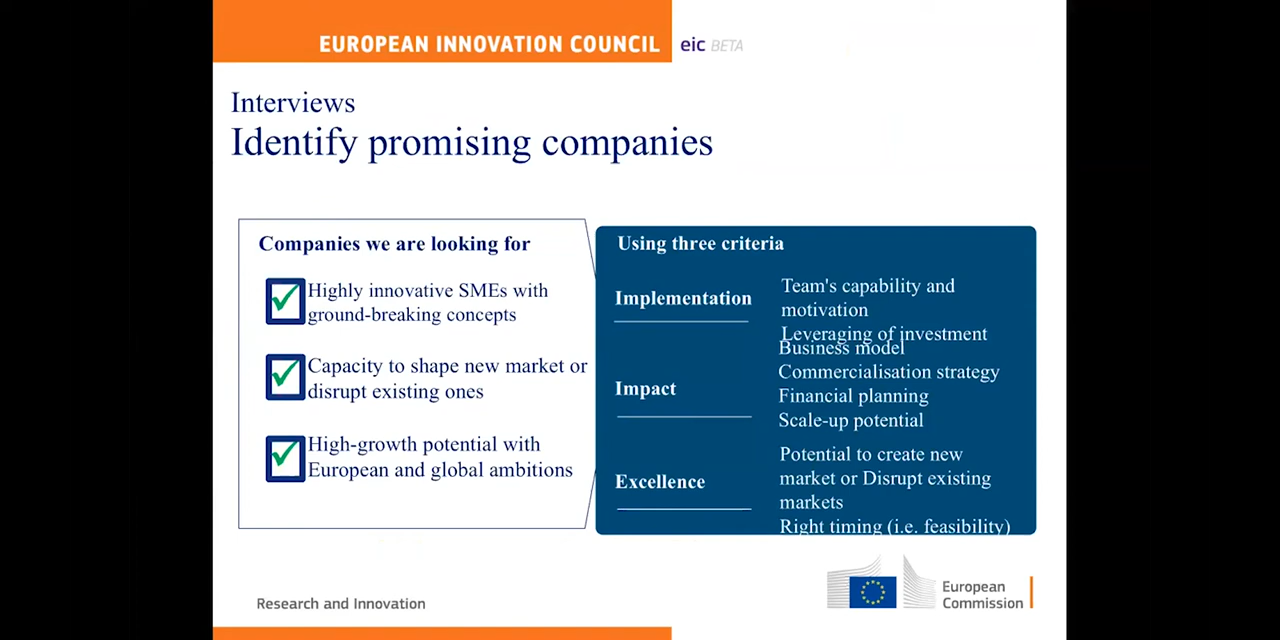 EUROPEAN INNOVATION COUNCIL eic BETA
Interviews
Identify promising companies
Companies we are looking for
Highly innovative SMEs with
ground-breaking concepts
Capacity to shape new market or
disrupt existing ones
High-growth potential with
European and global ambitions
Using three criteria
Implementation
Team's capability and
motivation
Leveraging of investment
Impact
Business model
Commercialisation strategy
Financial planning
Scale-up potential
Excellence
Potential to create new
market or Disrupt existing
markets
Right timing (i.e. feasibility)
Research and Innovation
European
Commission